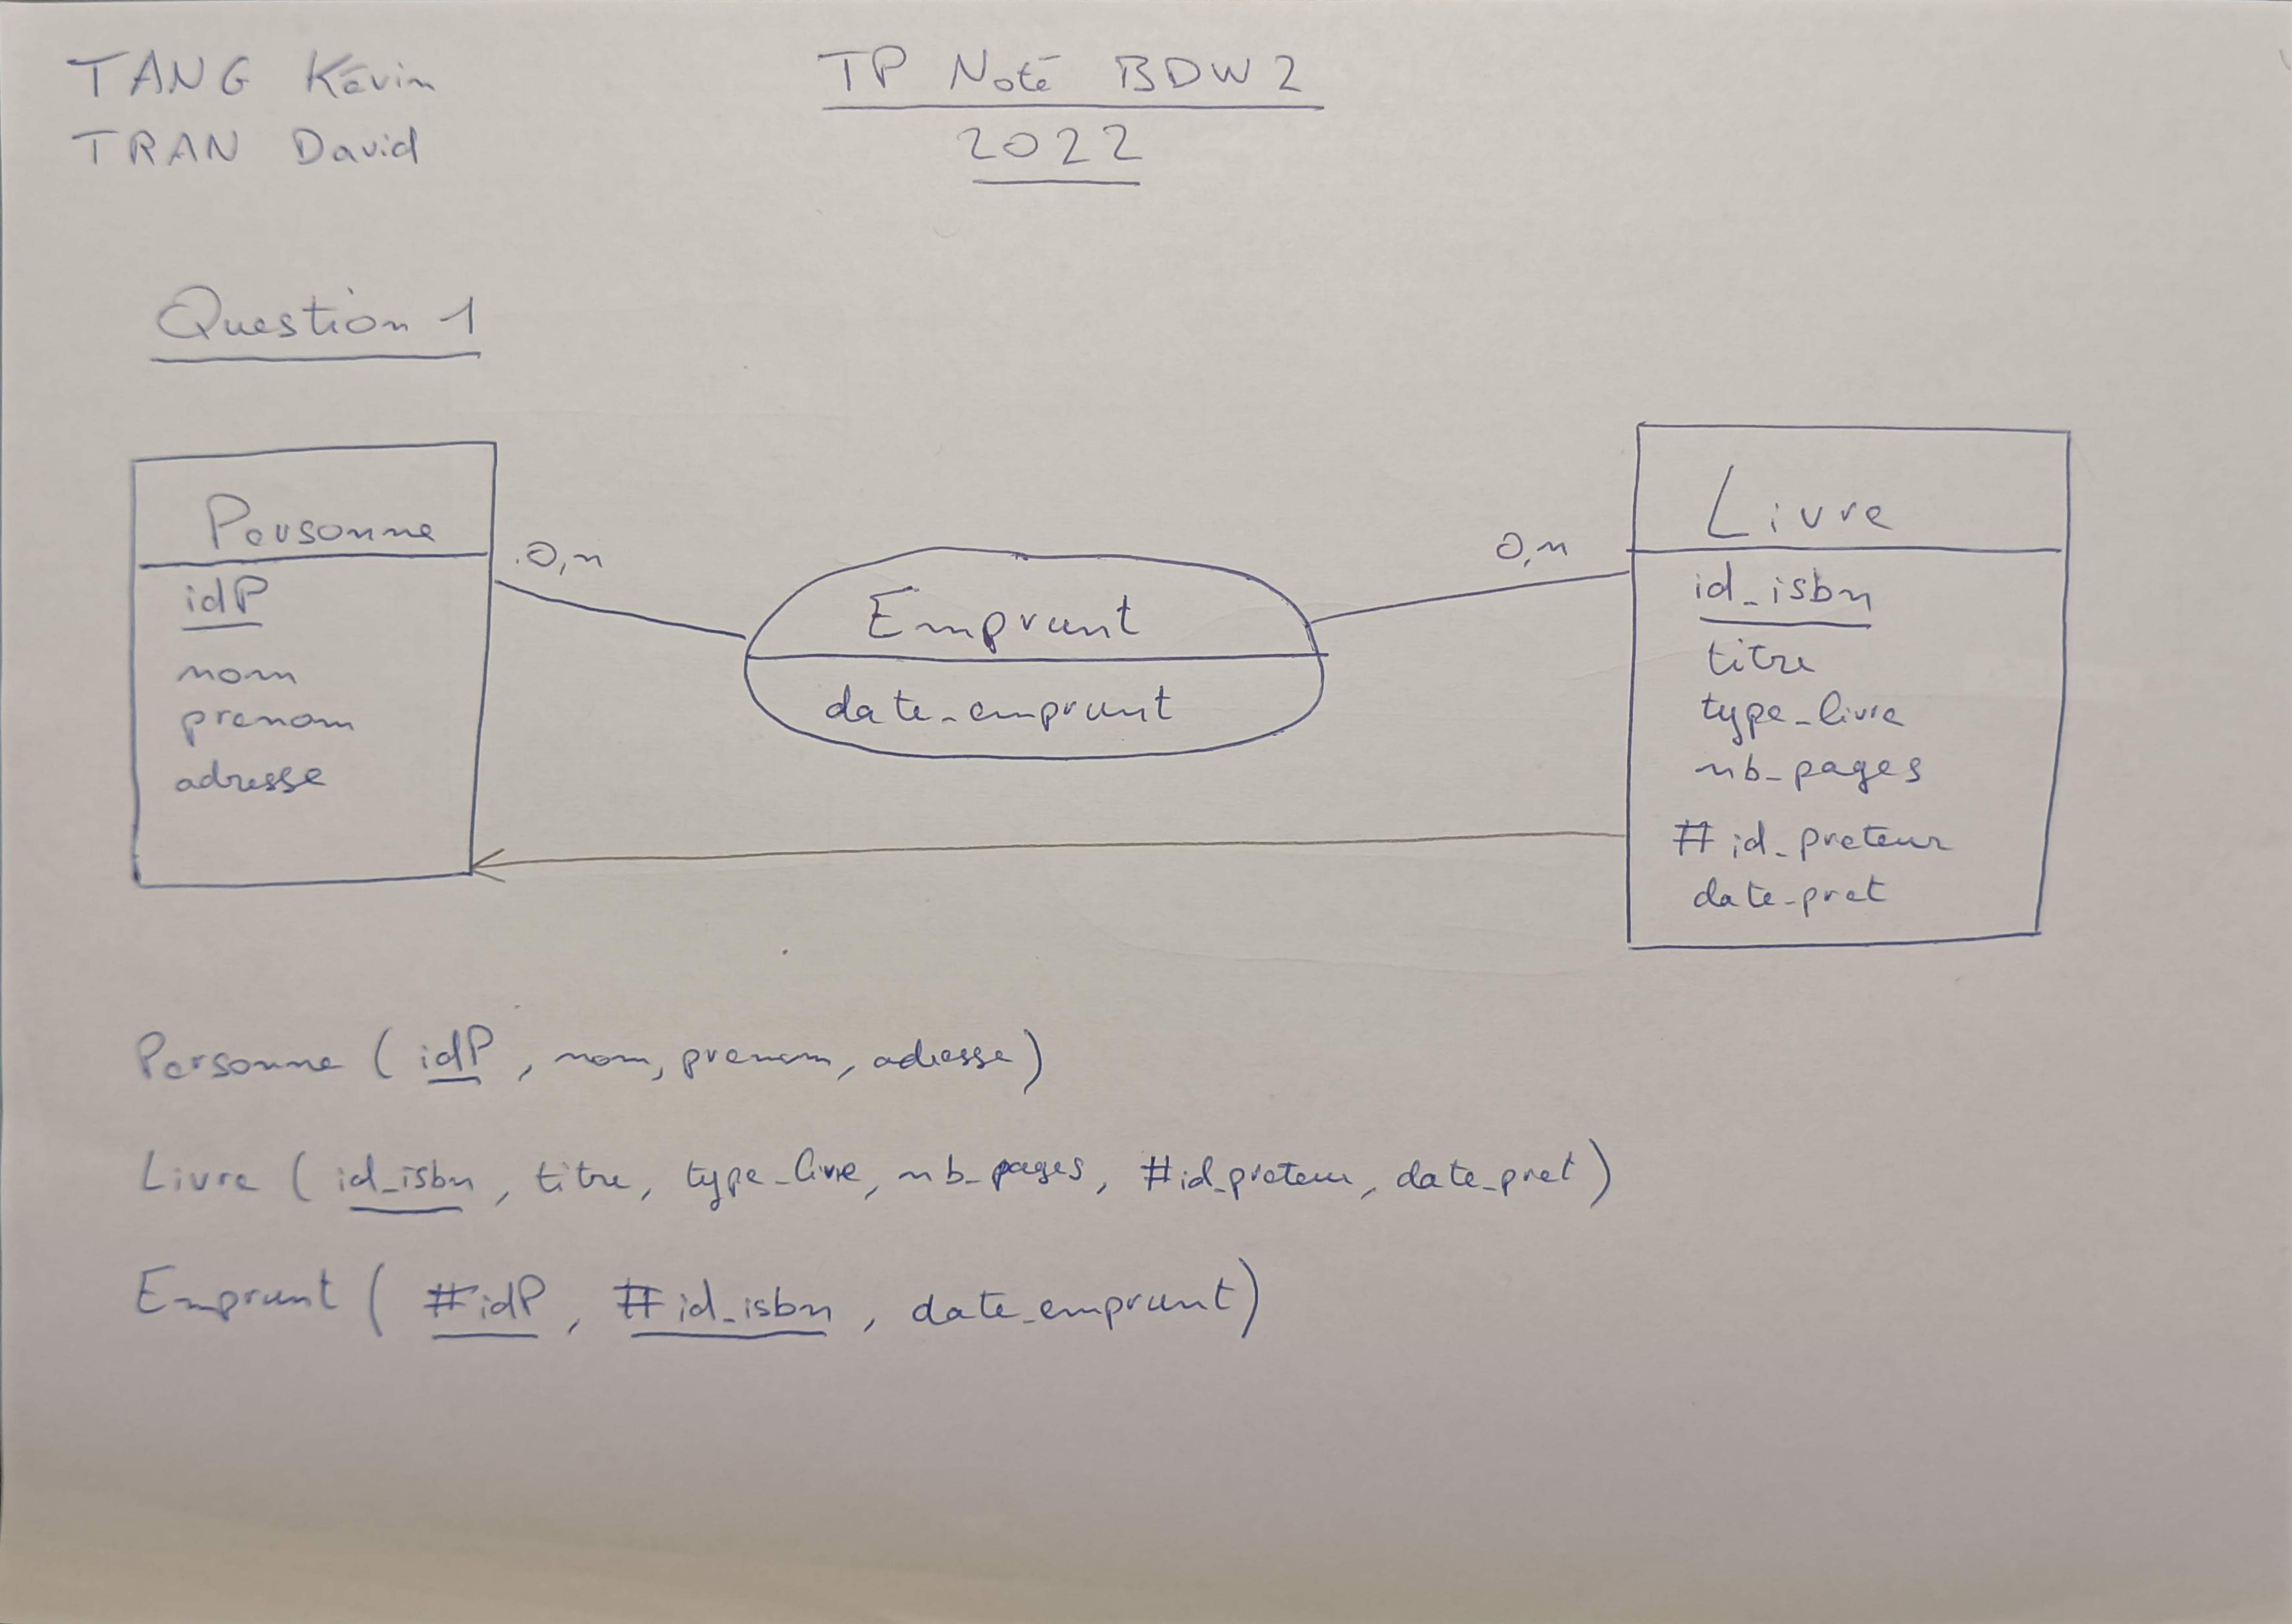 TANG Kévin
TRAN David
TP Noté BDW2
2022
Question 1
Personne
idP
nom
prenom
adresse
0,n
Emprunt
date_emprunt
0,n
Livre
id_isbn
titre
type_livre
nb_pages
#id_preteur
date_pret
Personne (idP, nom, prenom, adresse)
Livre (id_isbn, titre, type_livre, nb_pages, #id_preteur, date_pret)
Emprunt (#idP, #id_isbn, date_emprunt)